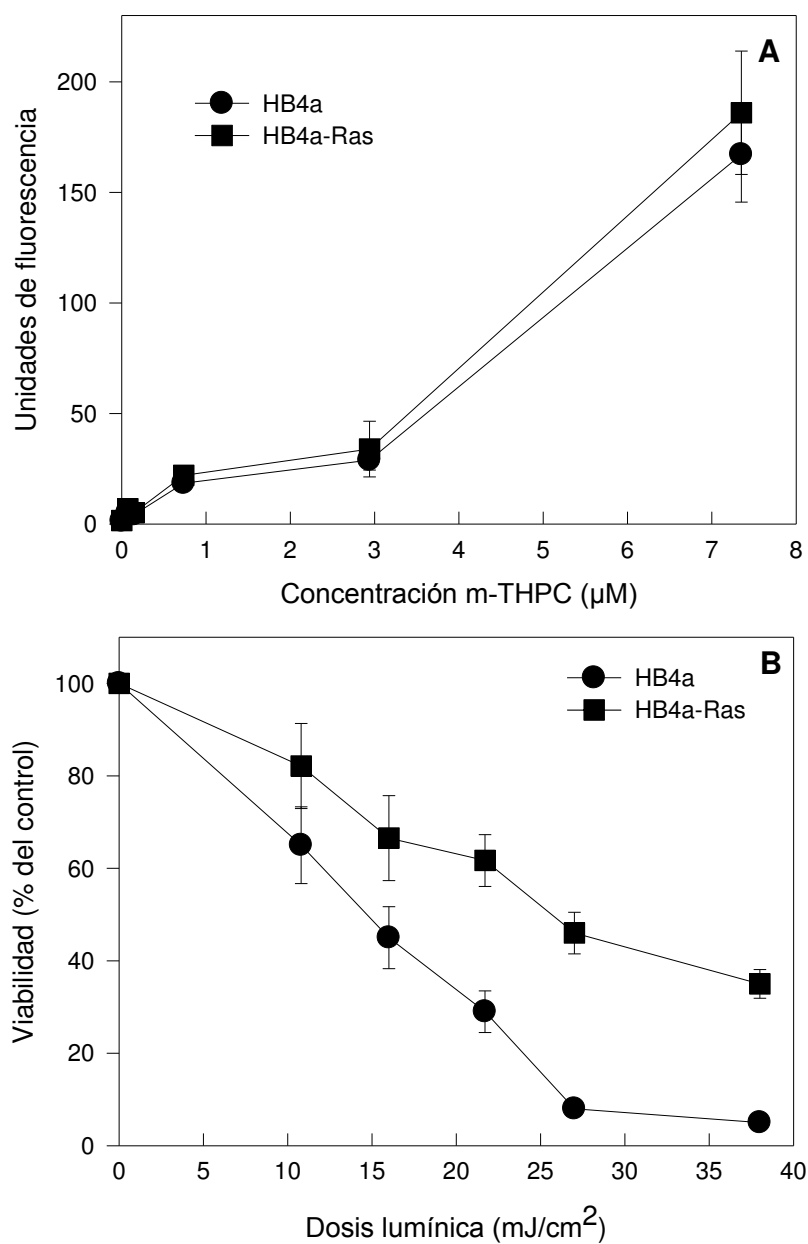 A
HB4a
HB4a-Ras
Unidades de fluorescencia
200
150
100
50
0
0 1 2 3 4 5 6 7 8
Concentración m-THPC (µM)
B
HB4a
HB4a-Ras
Viabilidad (% del control)
100
80
60
40
20
0
0 5 10 15 20 25 30 35 40
Dosis lumínica (mJ/cm²)